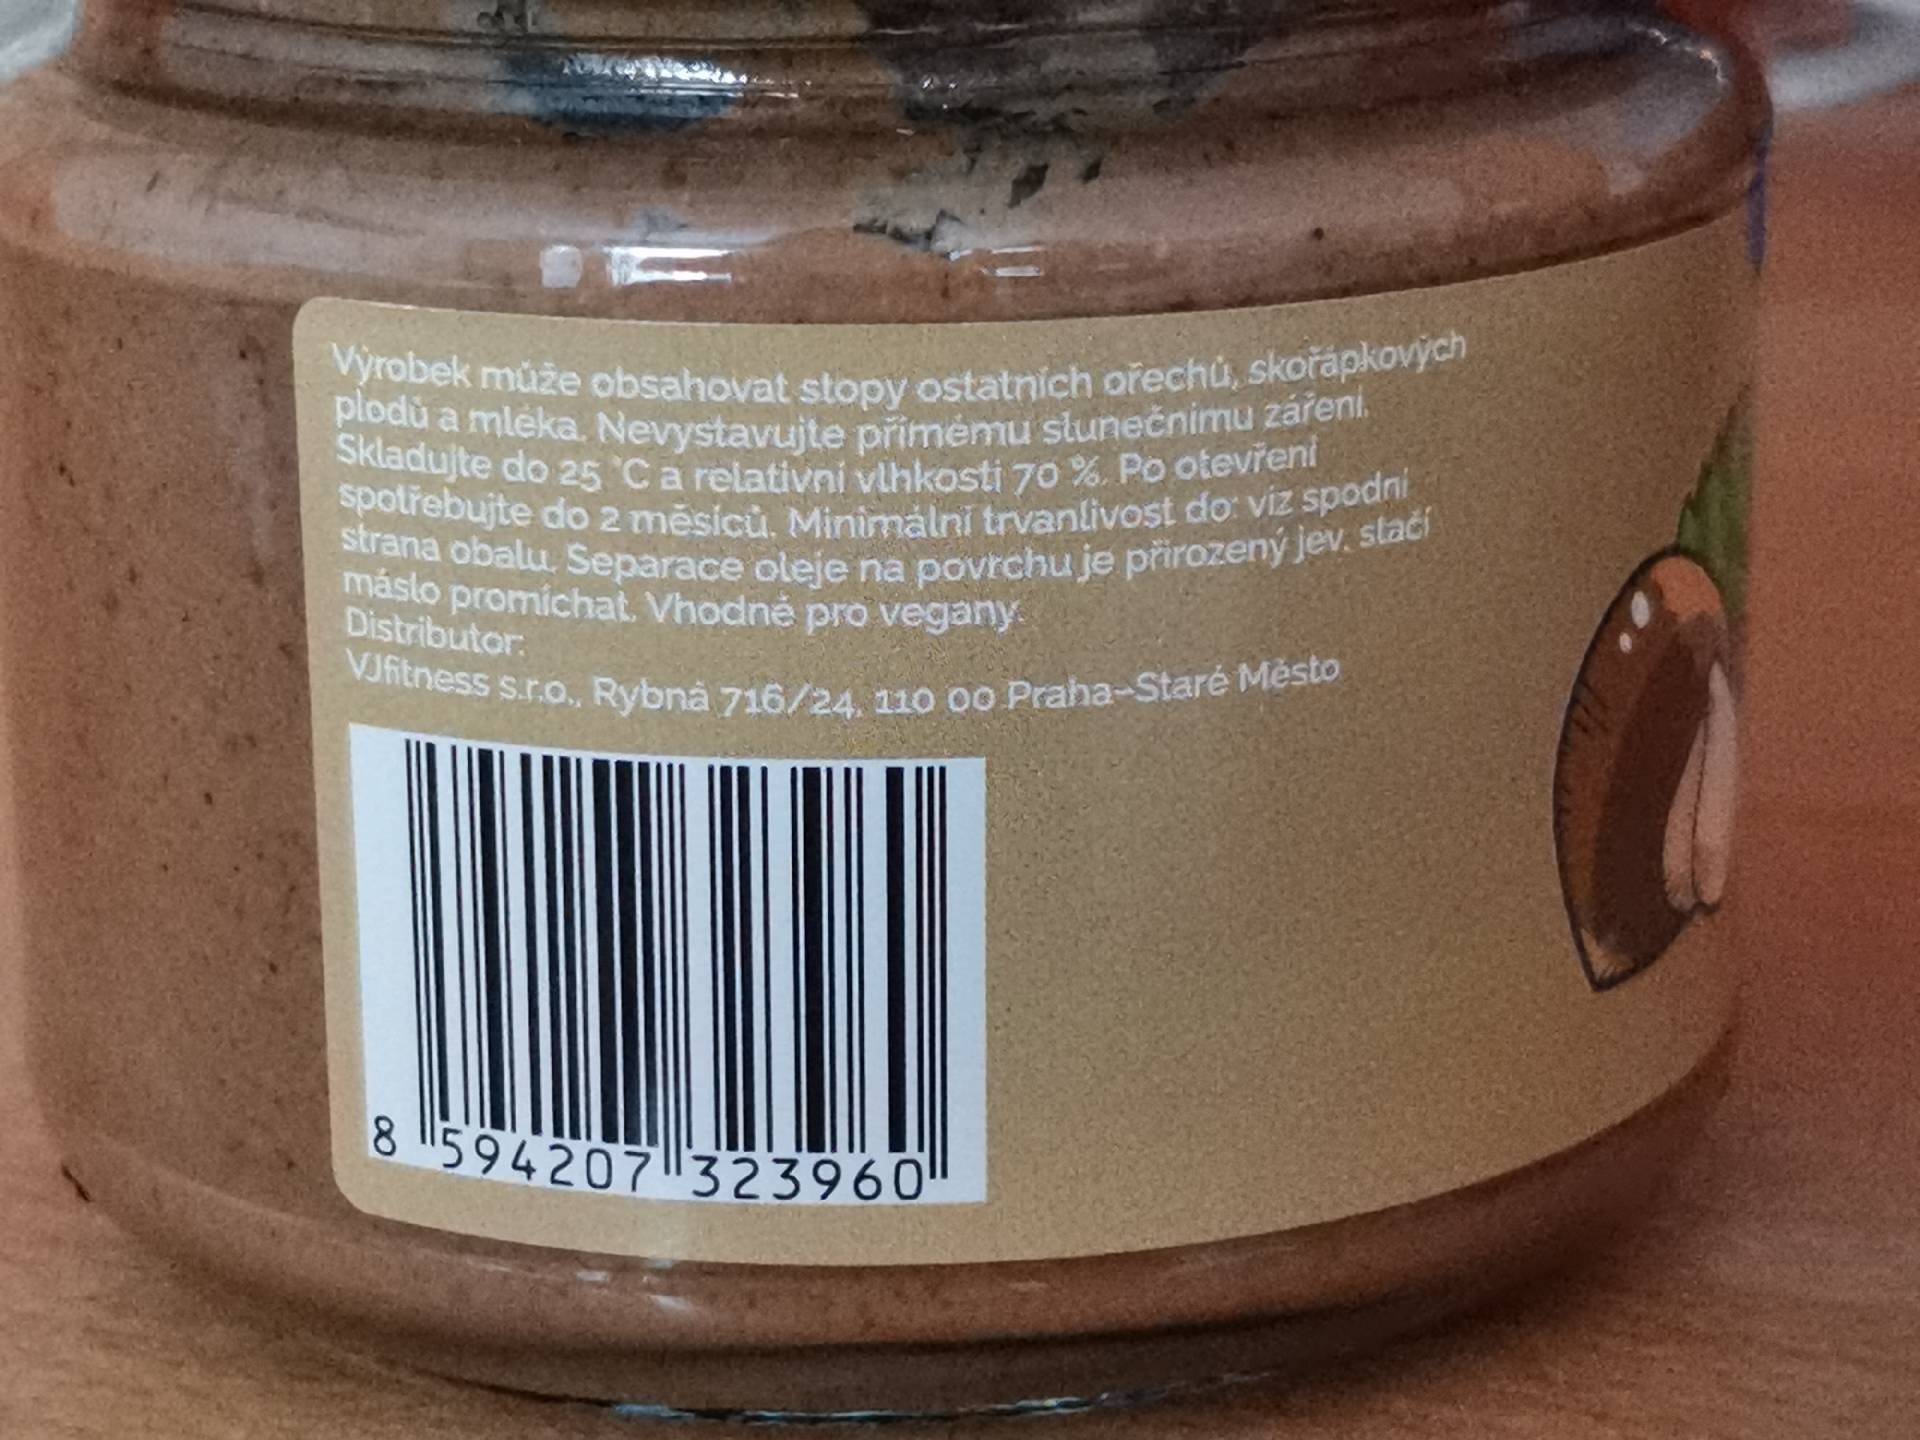 Výrobek může obsahovat stopy ostatních ořechů, skořápkových
plodů a mléka. Nevystavujte přímému slunečnímu záření.
Skladujte do 25 °C a relativní vlhkosti 70 %. Po otevření
spotřebujte do 2 měsíců. Minimální trvanlivost do: viz spodní
strana obalu. Separace oleje na povrchu je přirozený jev, stačí
máslo promíchat. Vhodné pro vegany.
Distributor:
VJfitness s.r.o., Rybná 716/24, 110 00 Praha-Staré Město
8 594207 323960